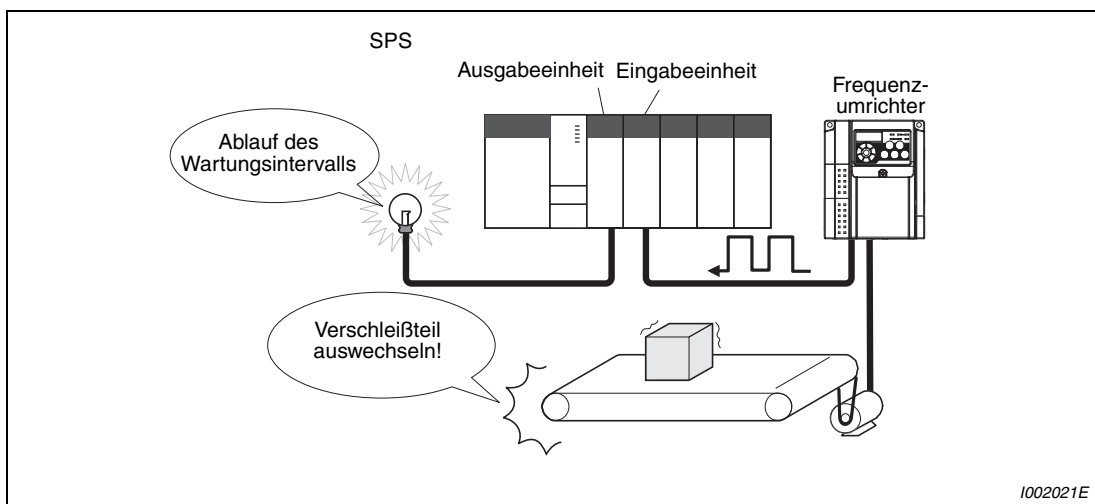 SPS
Ausgabeeinheit Eingabeeinheit
Frequenz-
umrichter
Ablauf des
Wartungsintervalls
Verschleißteil
auswechseln!
I002021E